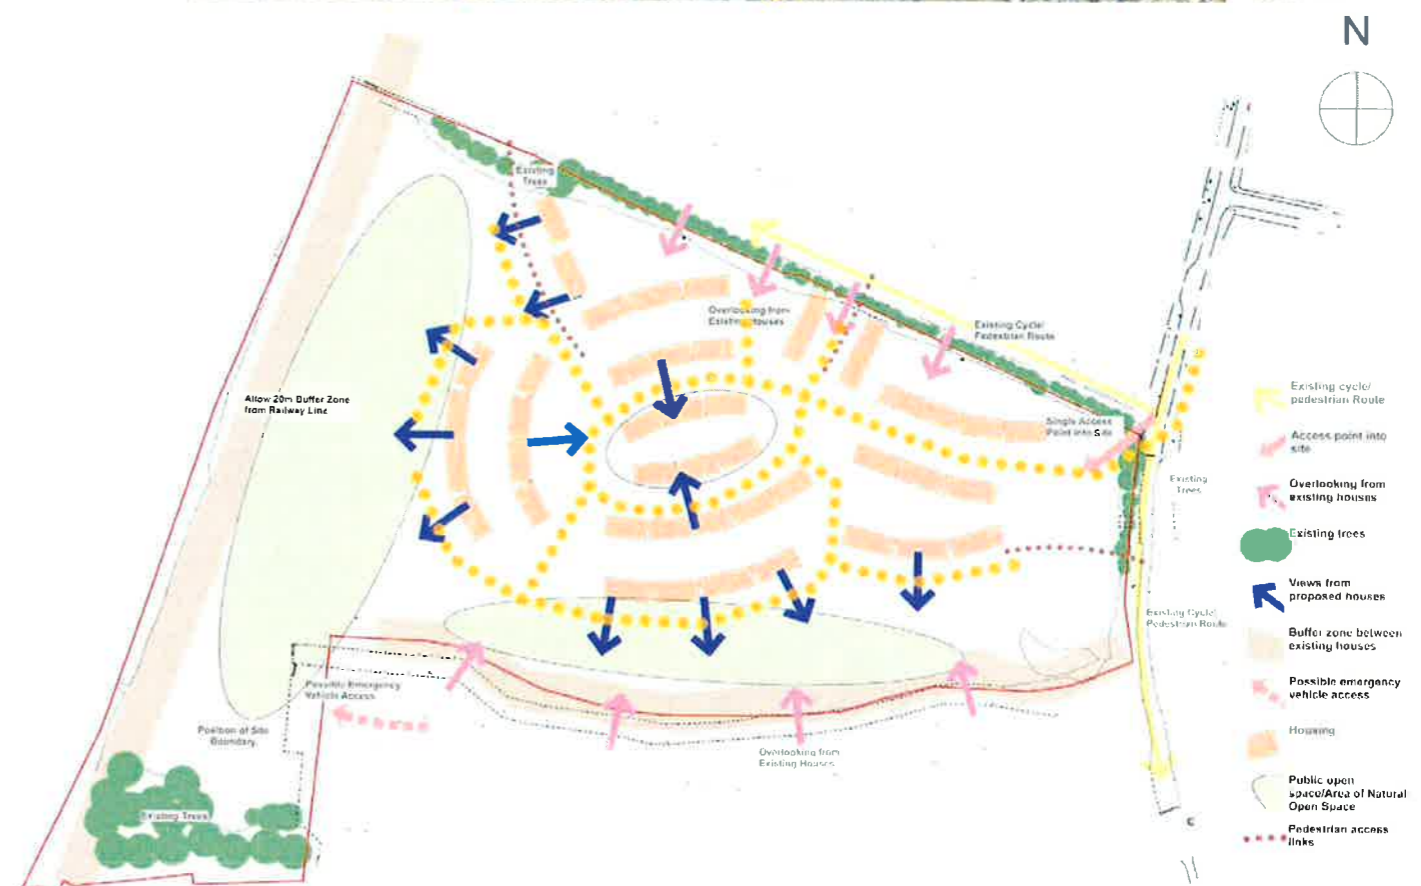 N
Existing
Trees
Overlooking from
Existing Houses
Existing Cycle/
Pedestrian Route
Allow 20m Buffer Zone
from Railway Line
Single Access
Point into Site
Existing
Trees
Existing Cycle/
Pedestrian Route
Possible Emergency
Vehicle Access
Position of Site
Boundary.
Overlooking from
Existing Houses
Existing Trees
Existing cycle/
pedestrian Route
Access point into
site
Overlooking from
existing houses
Existing trees
Views from
proposed houses
Buffer zone between
existing houses
Possible emergency
vehicle access
Housing
Public open
space/Area of Natural
Open Space
Pedestrian access
links